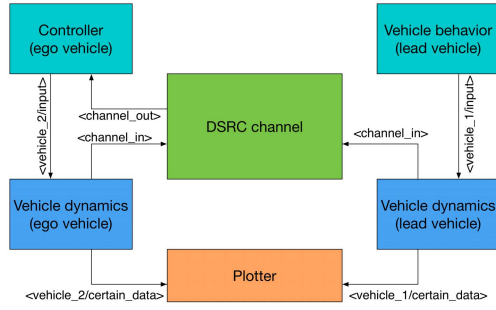 Controller
(ego vehicle)
Vehicle behavior
(lead vehicle)
<vehicle_2/input>
<channel_out>
<channel_in>
DSRC channel
<channel_in>
<vehicle_1/input>
Vehicle dynamics
(ego vehicle)
Vehicle dynamics
(lead vehicle)
Plotter
<vehicle_2/certain_data>
<vehicle_1/certain_data>